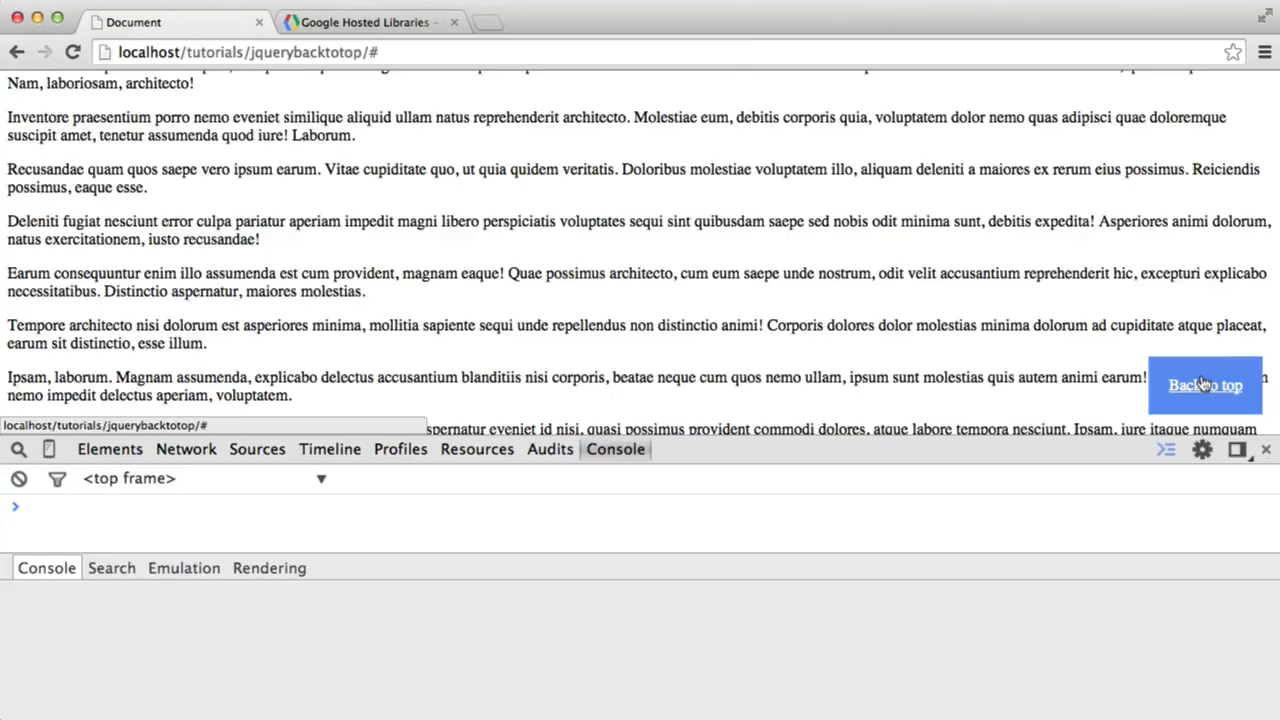 Document
Google Hosted Libraries -
localhost/tutorials/jquerybacktotop/#
Nam, laboriosam, architecto!
Inventore praesentium porro nemo eveniet similique aliquid ullam natus reprehenderit architecto. Molestiae eum, debitis corporis quia, voluptatem dolor nemo quas adipisci quae doloremque
suscipit amet, tenetur assumenda quod iure! Laborum.
Recusandae quam quos saepe vero ipsum earum. Vitae cupiditate quo, ut quia quidem veritatis. Doloribus molestiae voluptatem illo, aliquam deleniti a maiores ex rerum eius possimus. Reiciendis
possimus, eaque esse.
Deleniti fugiat nesciunt error culpa pariatur aperiam impedit magni libero perspiciatis voluptates sequi sint quibusdam saepe sed nobis odit minima sunt, debitis expedita! Asperiores animi dolorum,
natus exercitationem, iusto recusandae!
Earum consequuntur enim illo assumenda est cum provident, magnam eaque! Quae possimus architecto, cum eum saepe unde nostrum, odit velit accusantium reprehenderit hic, excepturi explicabo
necessitatibus. Distinctio aspernatur, maiores molestias.
Tempore architecto nisi dolorum est asperiores minima, mollitia sapiente sequi unde repellendus non distinctio animi! Corporis dolores dolor molestias minima dolorum ad cupiditate atque placeat,
earum sit distinctio, esse illum.
Ipsam, laborum. Magnam assumenda, explicabo delectus accusantium blanditiis nisi corporis, beatae neque cum quos nemo ullam, ipsum sunt molestias quis autem animi earum!
nemo impedit delectus aperiam, voluptatem.
Back to top
localhost/tutorials/jquerybacktotop/#
spernatur eveniet id nisi, quasi possimus provident commodi dolores, atque labore tempora nesciunt. Ipsam, iure itaque numquam
Elements Network Sources Timeline Profiles Resources Audits Console
<top frame>
Console Search Emulation Rendering